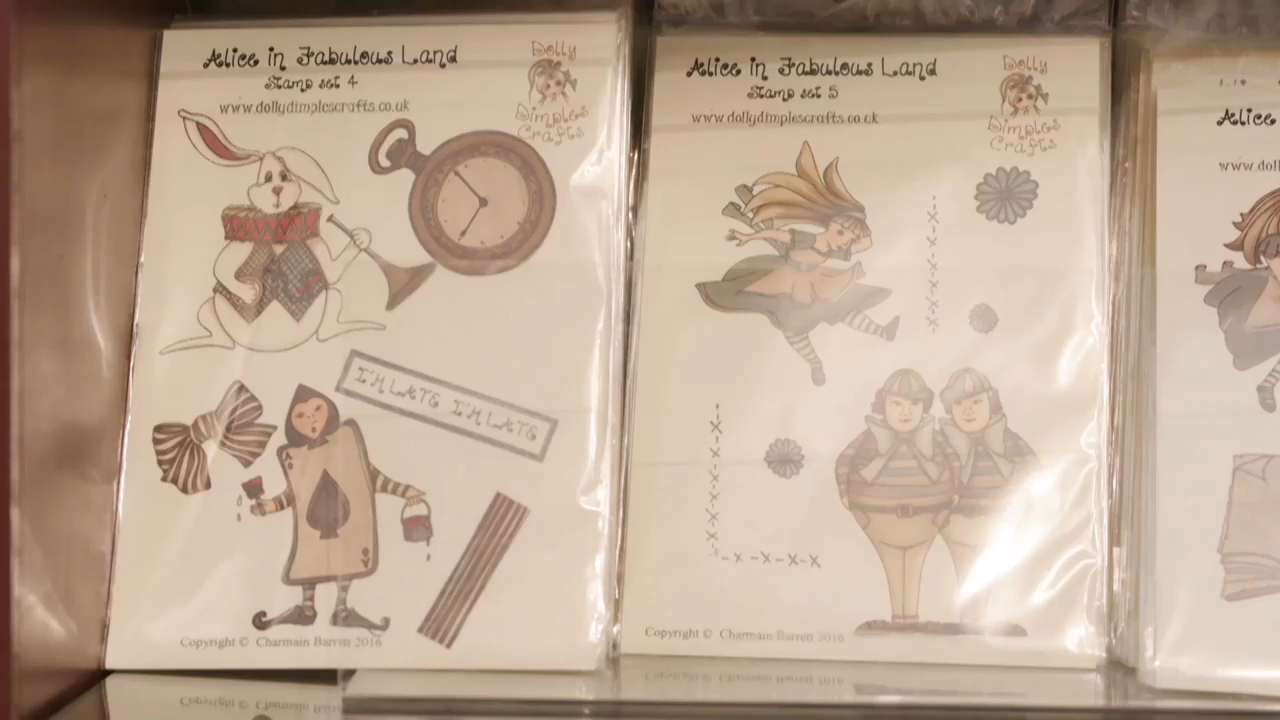 Alice in Fabulous Land
Stamp set 4
www.dollydimplescrafts.co.uk
Dolly
Dimples
Crafts
I'M LATE I'M LATE
A
A
Copyright © Charmain Barrett 2016
Alice in Fabulous Land
Stamp set 5
www.dollydimplescrafts.co.uk
Dolly
Dimples
Crafts
Copyright © Charmain Barrett 2016
Alice
www.doll